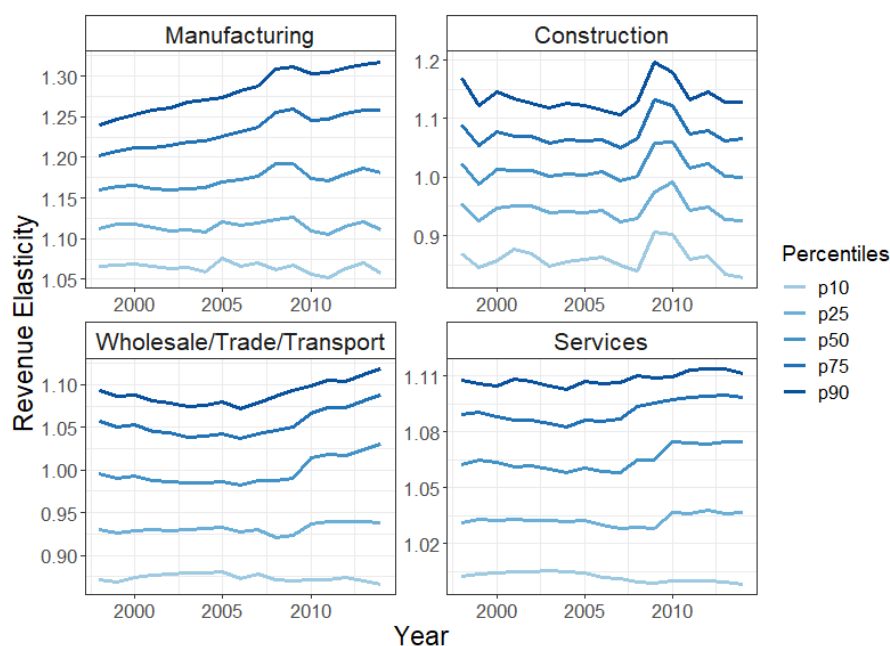 Manufacturing
Construction
1.30
1.25
1.20
1.15
1.10
1.05
1.2
1.1
1.0
0.9
2000 2005 2010
2000 2005 2010
Revenue Elasticity
Wholesale/Trade/Transport
Services
1.10
1.05
1.00
0.95
0.90
1.11
1.08
1.05
1.02
2000 2005 2010
2000 2005 2010
Year
Percentiles
p10
p25
p50
p75
p90